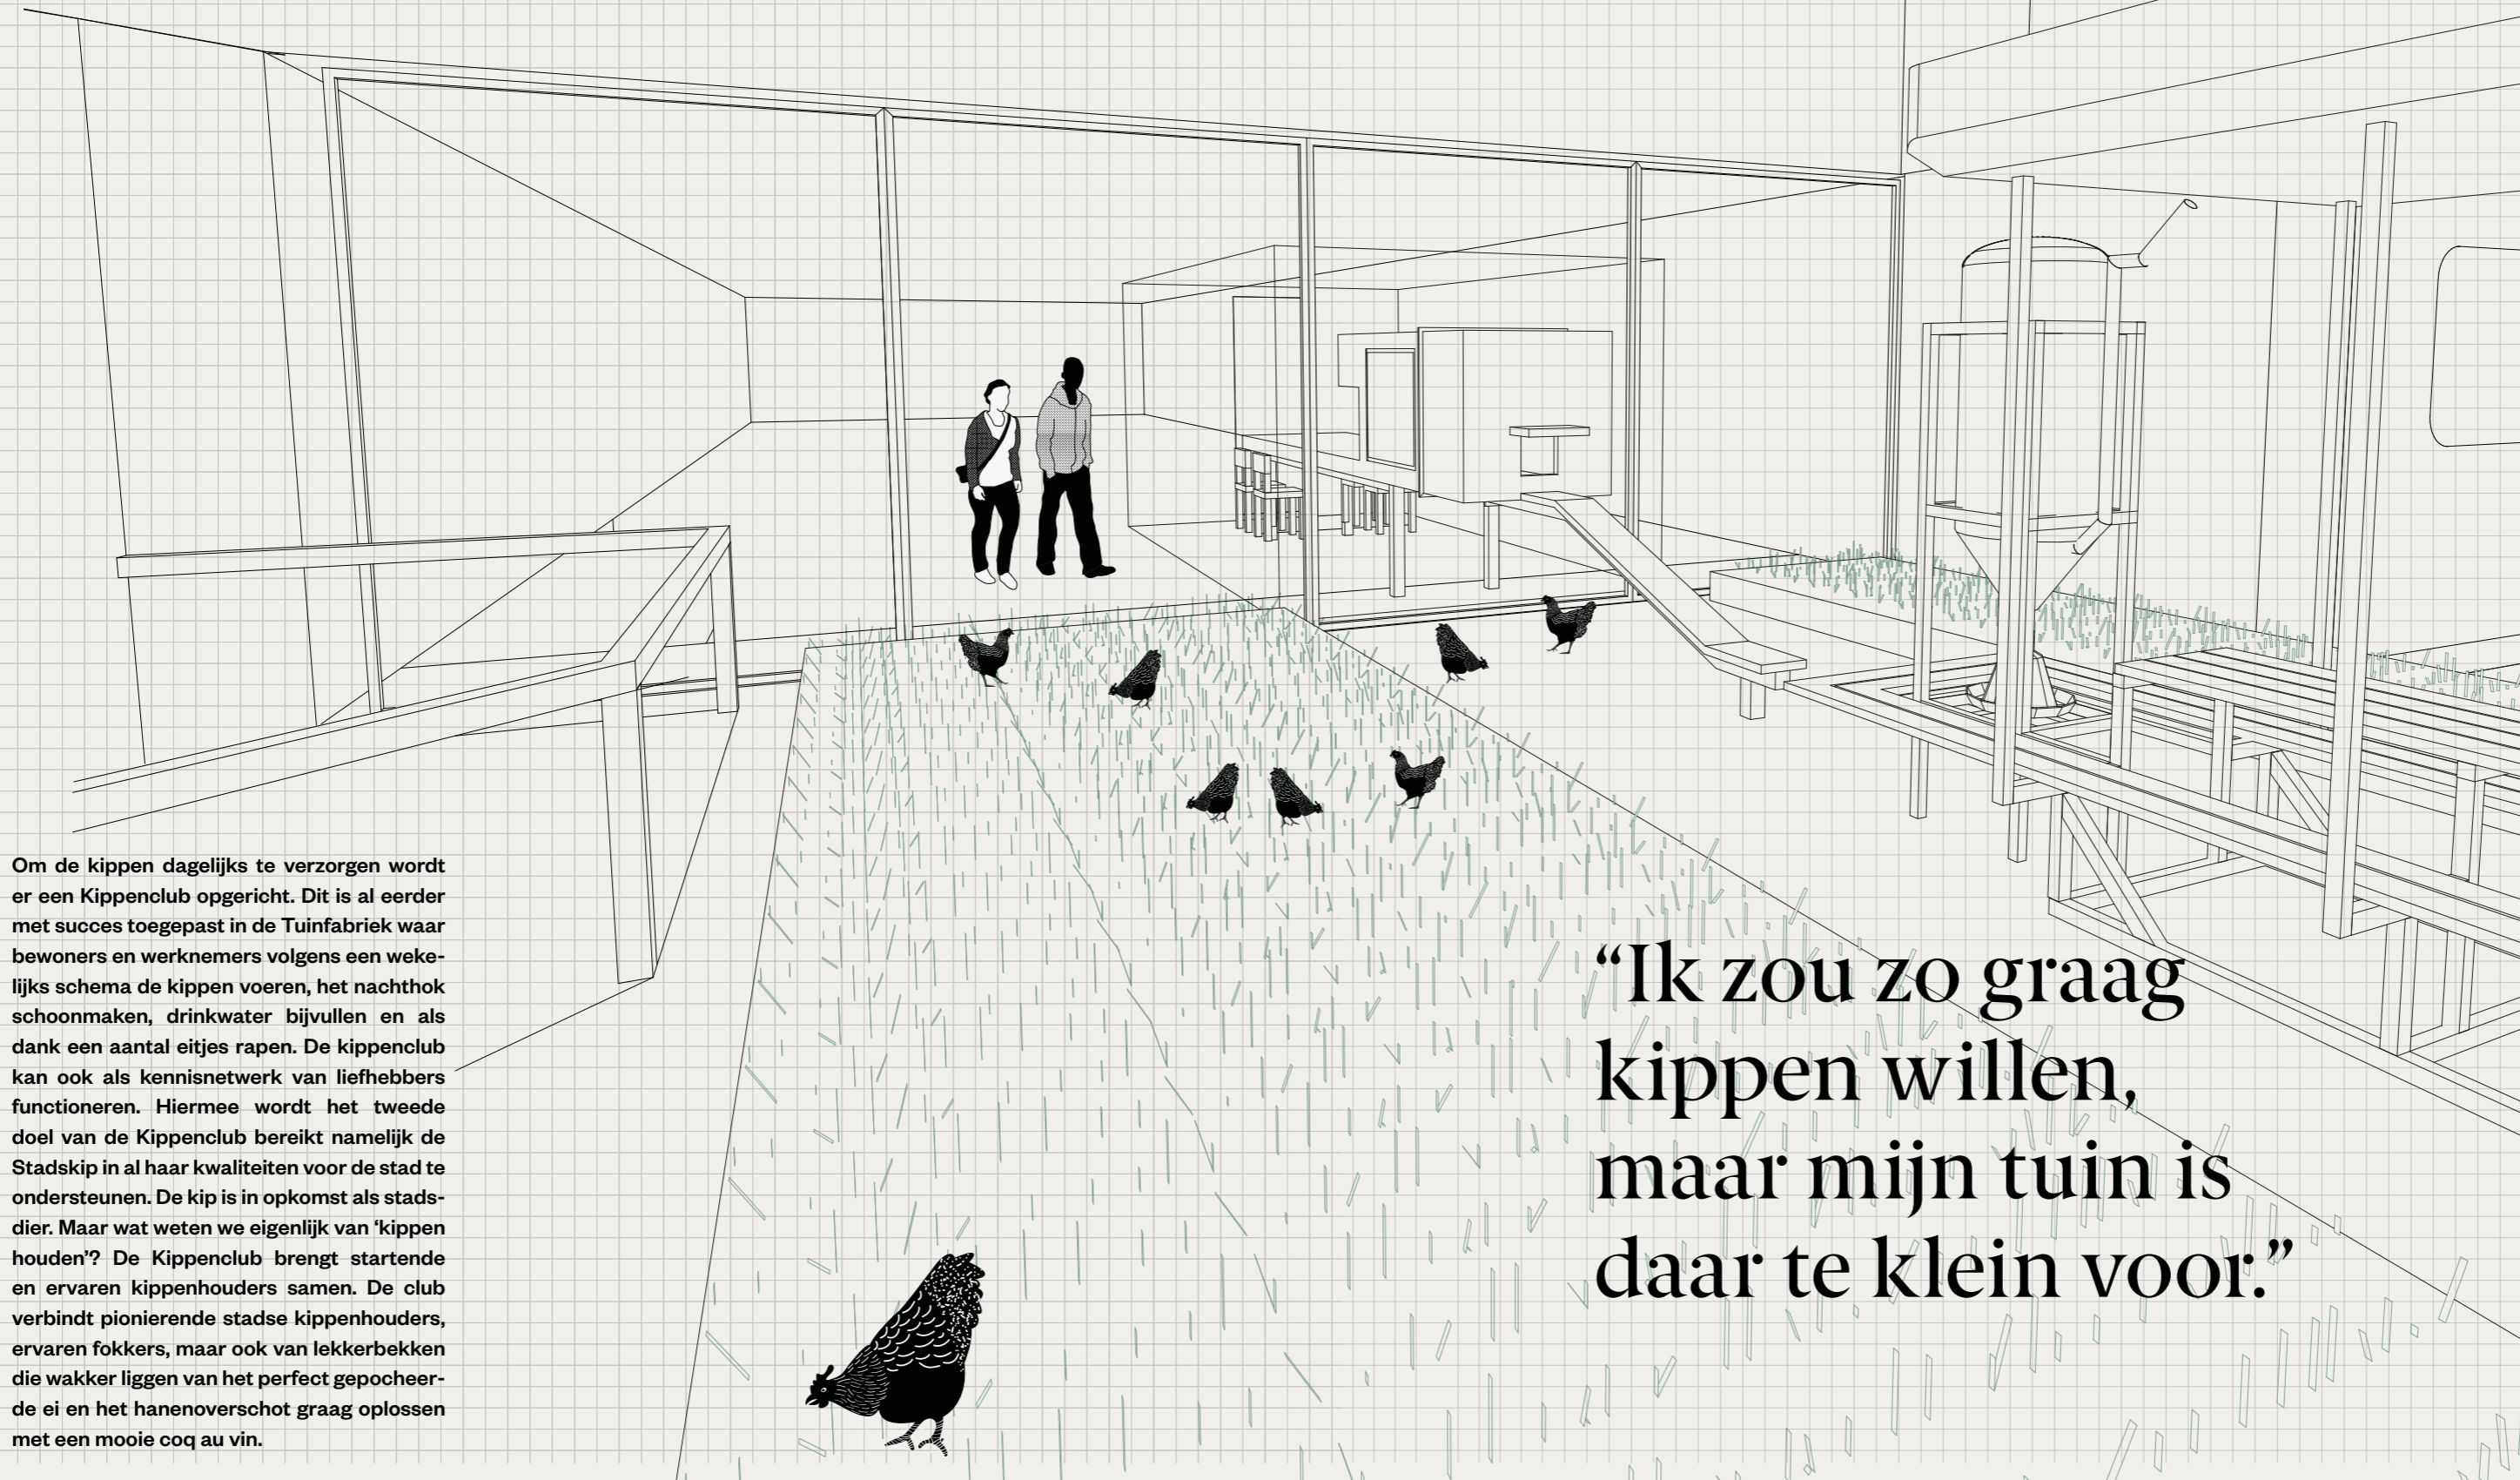 Om de kippen dagelijks te verzorgen wordt
er een Kippenclub opgericht. Dit is al eerder
met succes toegepast in de Tuinfabriek waar
bewoners en werknemers volgens een weke-
lijks schema de kippen voeren, het nachthok
schoonmaken, drinkwater bijvullen en als
dank een aantal eitjes rapen. De kippenclub
kan ook als kennisnetwerk van liefhebbers
functioneren. Hiermee wordt het tweede
doel van de Kippenclub bereikt namelijk de
Stadskip in al haar kwaliteiten voor de stad te
ondersteunen. De kip is in opkomst als stads-
dier. Maar wat weten we eigenlijk van ‘kippen
houden’? De Kippenclub brengt startende
en ervaren kippenhouders samen. De club
verbindt pionierende stadse kippenhouders,
ervaren fokkers, maar ook van lekkerbekken
die wakker liggen van het perfect gepocheer-
de ei en het hanenoverschot graag oplossen
met een mooie coq au vin.
“Ik zou zo graag
kippen willen,
maar mijn tuin is
daar te klein voor.”